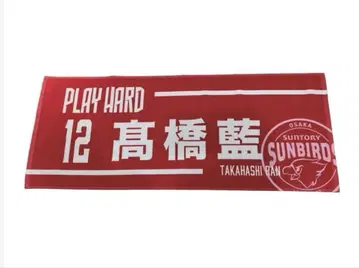 PLAY HARD
12 髙橋藍
TAKAHASHI RAN
OSAKA
SUNTORY
SUNBIRDS